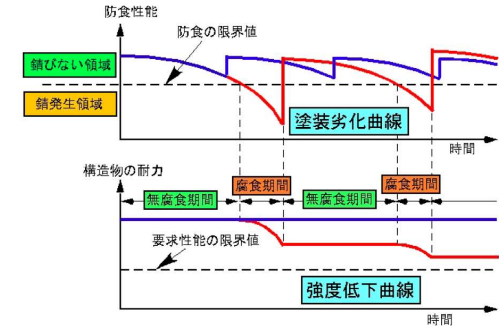 防食性能
防食の限界値
錆びない領域
錆発生領域
塗装劣化曲線
時間
構造物の耐力
無腐食期間
腐食期間
無腐食期間
腐食期間
要求性能の限界値
強度低下曲線
時間